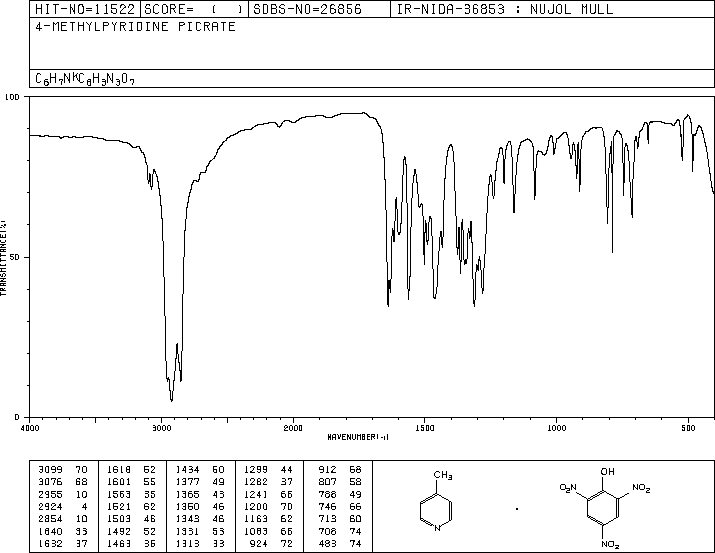 HIT-NO=11522 SCORE= ( ) SDBS-NO=26856 IR-NIDA-36853 : NUJOL MULL
4-METHYLPYRIDINE PICRATE
C6H7NKC6H3N3O7
100
50
0
TRANSMITTANCE(%)
4000 3000 2000 1500 1000 500
WAVENUMBER(-1)
3099 70 1618 52 1434 50 1299 44 912 68
3076 68 1601 55 1377 49 1282 37 807 58
2955 10 1563 35 1365 43 1241 66 788 49
2924 4 1521 62 1350 46 1200 70 746 66
2854 10 1503 46 1343 46 1163 62 713 60
1640 33 1492 52 1331 53 1083 66 708 74
1632 37 1463 36 1313 33 924 72 483 74
CH3
N
OH
O2N NO2
NO2